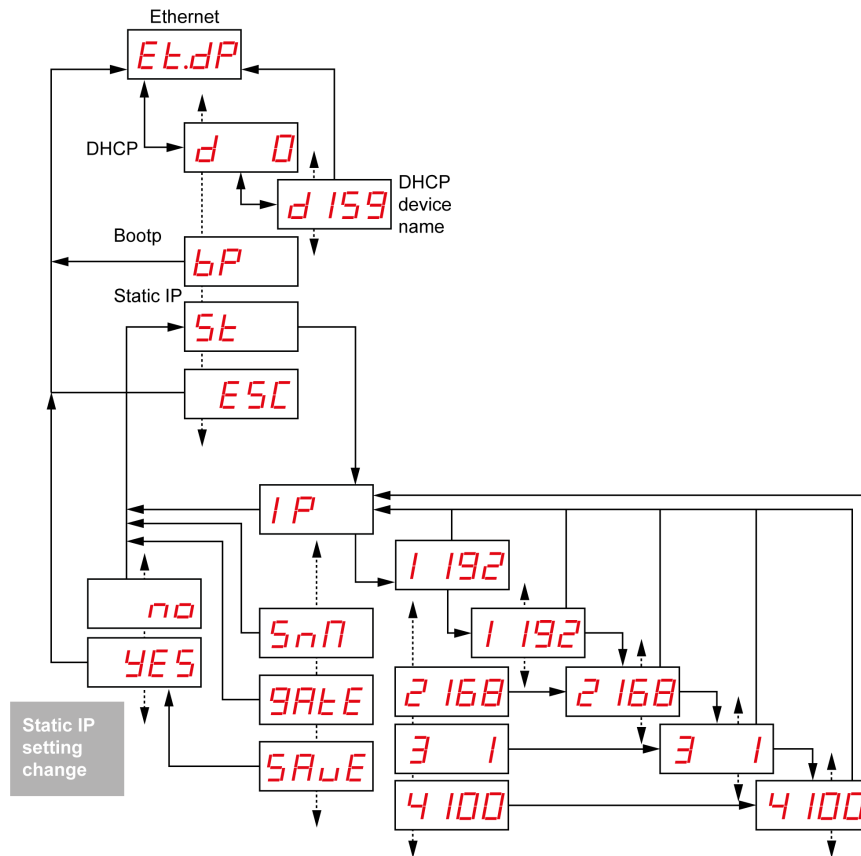 Ethernet
Et.dP
DHCP
d 0
d 159
DHCP
device
name
Bootp
bP
Static IP
St
ESC
IP
1 192
no
SnM
1 192
YES
gAtE
2 168
2 168
Static IP
setting
change
SAvE
3 1
3 1
4 100
4 100